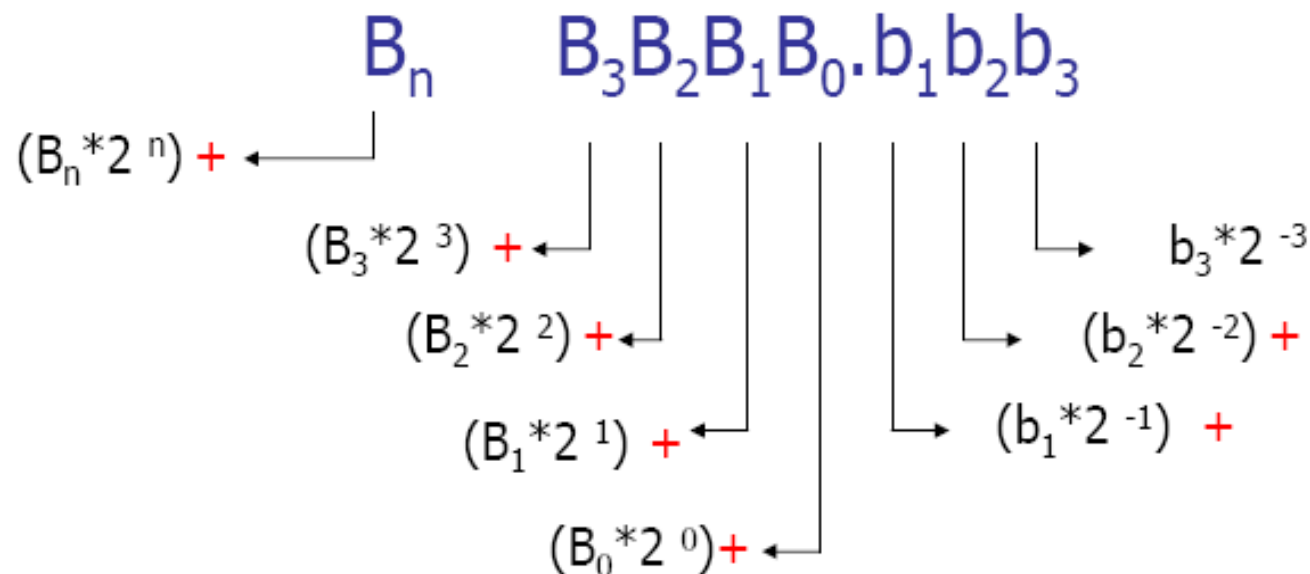 Bₙ B₃B₂B₁B₀.b₁b₂b₃
(Bₙ*2 ⁿ) +
(B₃*2 ³) + b₃*2 ⁻³
(B₂*2 ²) + (b₂*2 ⁻²) +
(B₁*2 ¹) + (b₁*2 ⁻¹) +
(B₀*2 ⁰)+